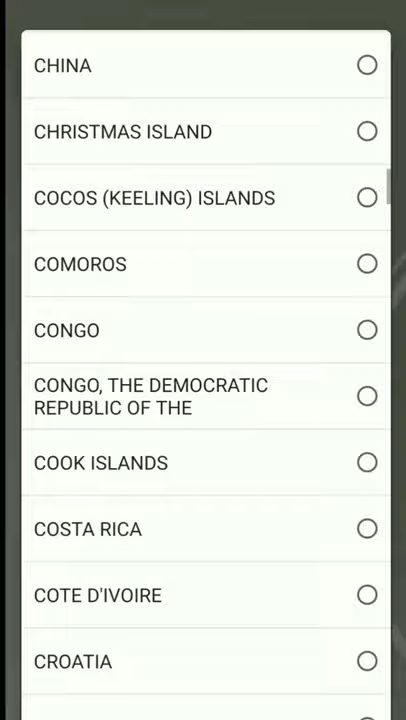 CHINA
CHRISTMAS ISLAND
COCOS (KEELING) ISLANDS
COMOROS
CONGO
CONGO, THE DEMOCRATIC
REPUBLIC OF THE
COOK ISLANDS
COSTA RICA
COTE D'IVOIRE
CROATIA